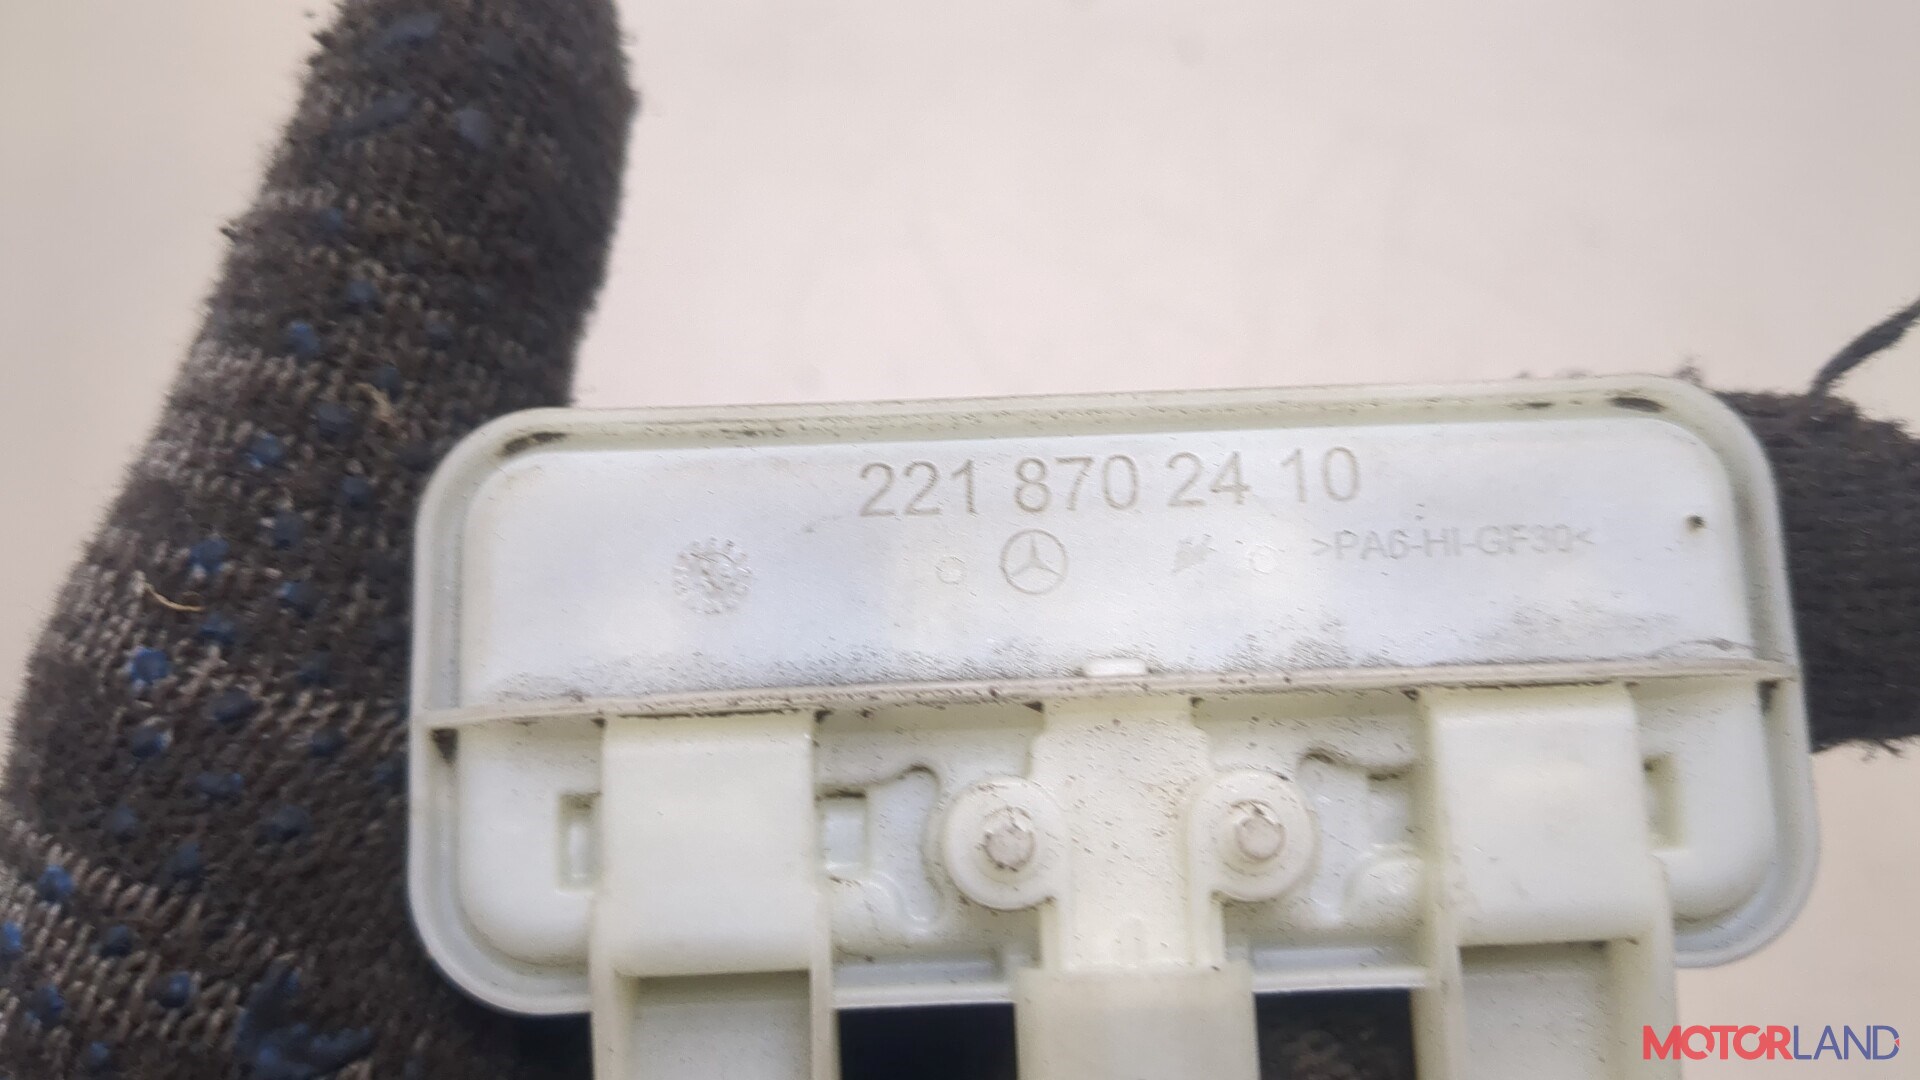 221 870 24 10
>PA6-HI-GF30<
MOTORLAND